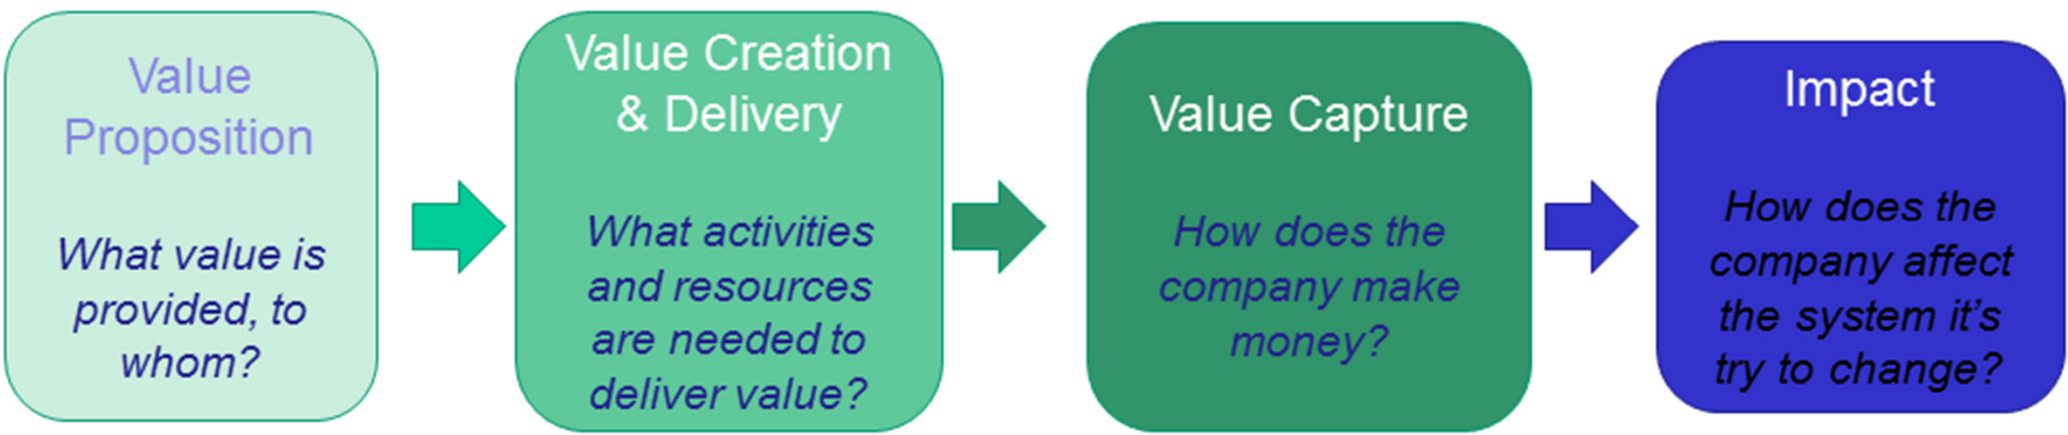 Value
Proposition
What value is
provided, to
whom?
Value Creation
& Delivery
What activities
and resources
are needed to
deliver value?
Value Capture
How does the
company make
money?
Impact
How does the
company affect
the system it's
try to change?